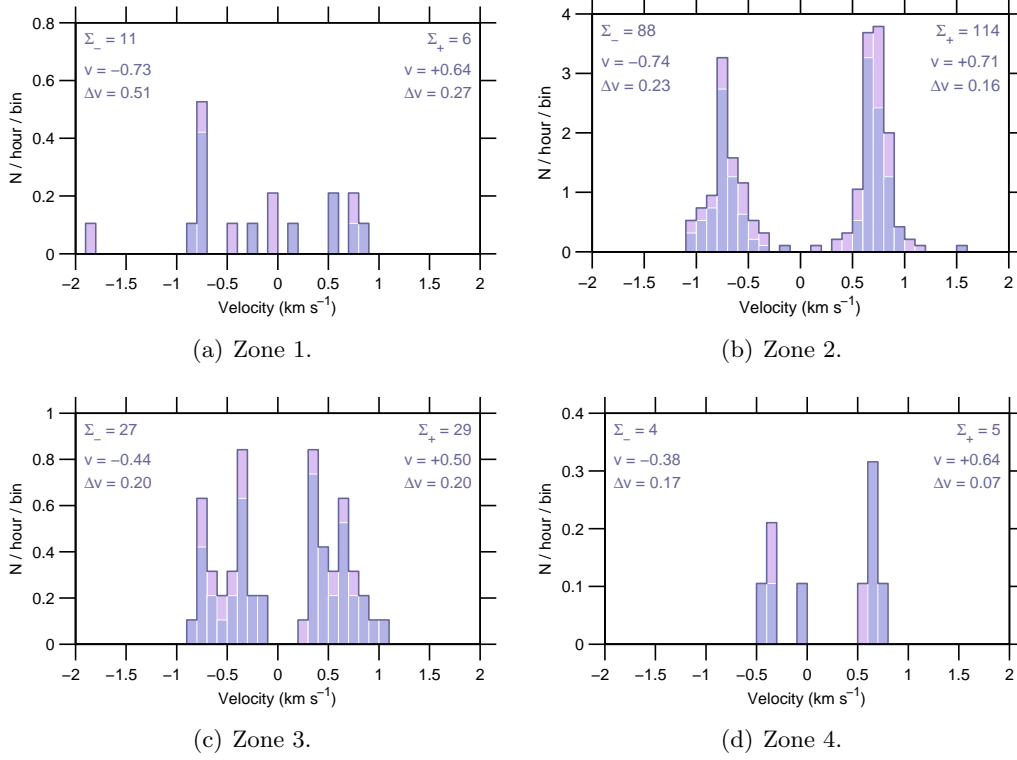 0.8
0.6
0.4
0.2
0
N / hour / bin
Σ₋ = 11
v = −0.73
Δv = 0.51
Σ₊ = 6
v = +0.64
Δv = 0.27
−2 −1.5 −1 −0.5 0 0.5 1 1.5 2
Velocity (km s⁻¹)
(a) Zone 1.
4
3
2
1
0
N / hour / bin
Σ₋ = 88
v = −0.74
Δv = 0.23
Σ₊ = 114
v = +0.71
Δv = 0.16
−2 −1.5 −1 −0.5 0 0.5 1 1.5 2
Velocity (km s⁻¹)
(b) Zone 2.
1
0.8
0.6
0.4
0.2
0
N / hour / bin
Σ₋ = 27
v = −0.44
Δv = 0.20
Σ₊ = 29
v = +0.50
Δv = 0.20
−2 −1.5 −1 −0.5 0 0.5 1 1.5 2
Velocity (km s⁻¹)
(c) Zone 3.
0.4
0.3
0.2
0.1
0
N / hour / bin
Σ₋ = 4
v = −0.38
Δv = 0.17
Σ₊ = 5
v = +0.64
Δv = 0.07
−2 −1.5 −1 −0.5 0 0.5 1 1.5 2
Velocity (km s⁻¹)
(d) Zone 4.